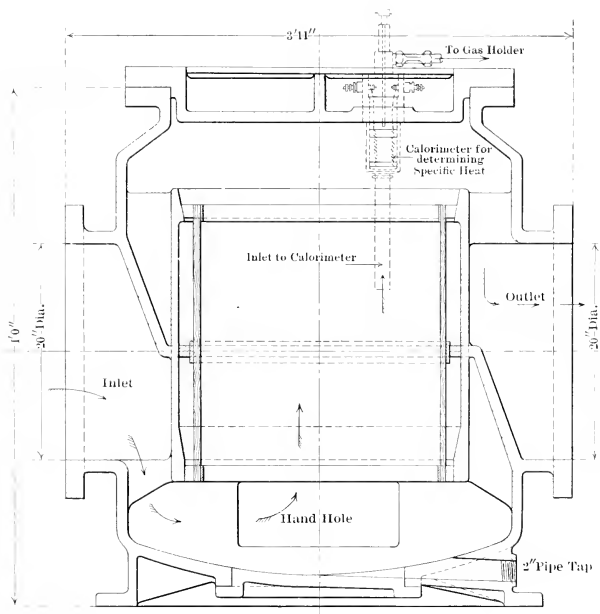 3'11"
To Gas Holder
Calorimeter for
determining
Specific Heat
Inlet to Calorimeter
Outlet
4'0"
20" Dia.
20" Dia.
Inlet
Hand Hole
2" Pipe Tap